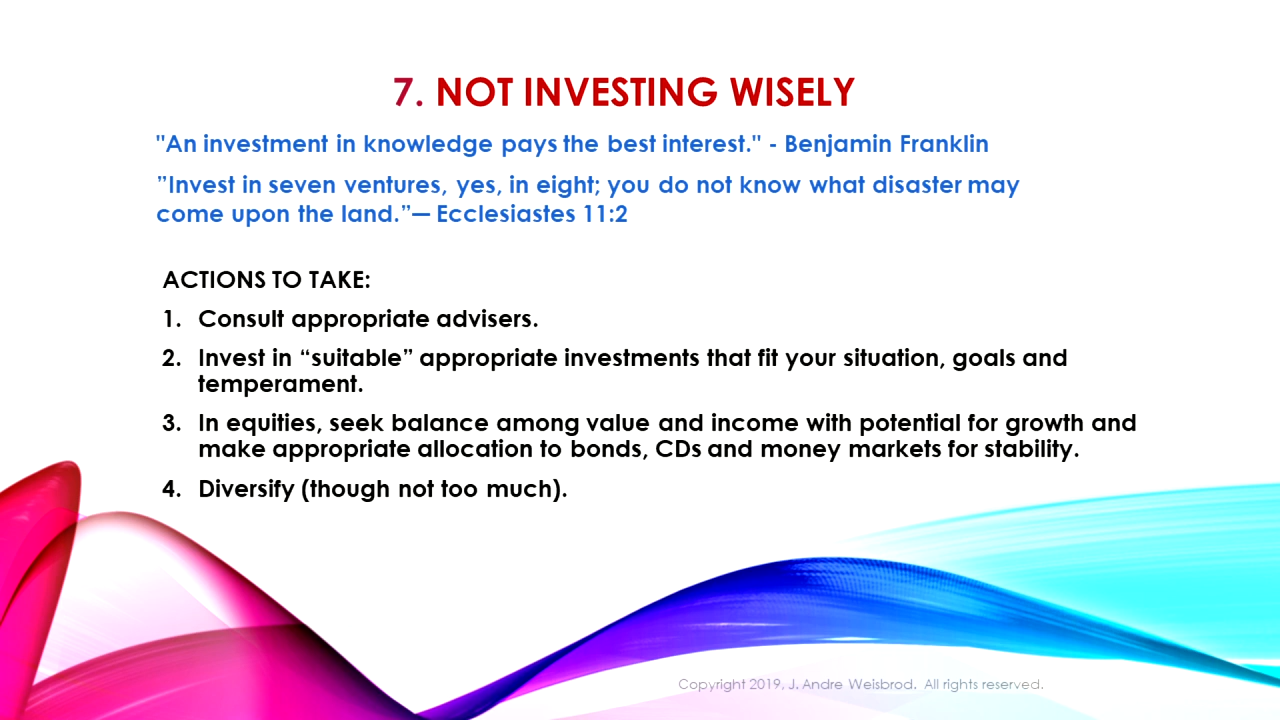 7. NOT INVESTING WISELY
"An investment in knowledge pays the best interest." - Benjamin Franklin
”Invest in seven ventures, yes, in eight; you do not know what disaster may
come upon the land.”— Ecclesiastes 11:2
ACTIONS TO TAKE:
1. Consult appropriate advisers.
2. Invest in “suitable” appropriate investments that fit your situation, goals and
temperament.
3. In equities, seek balance among value and income with potential for growth and
make appropriate allocation to bonds, CDs and money markets for stability.
4. Diversify (though not too much).
Copyright 2019, J. Andre Weisbrod. All rights reserved.